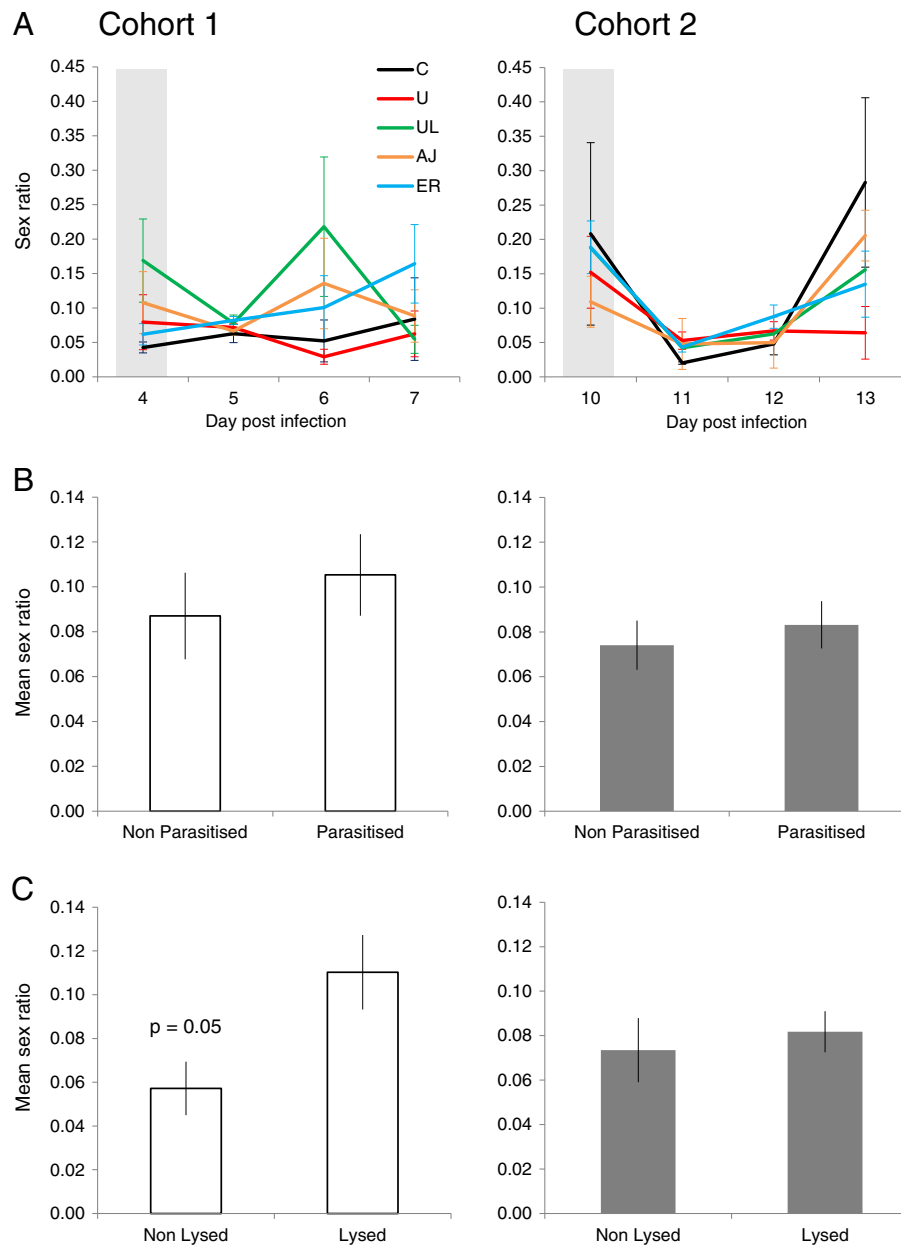 A Cohort 1 Cohort 2
0.45
0.40
0.35
0.30
0.25
0.20
0.15
0.10
0.05
0.00
Sex ratio
C
U
UL
AJ
ER
4 5 6 7
Day post infection
0.45
0.40
0.35
0.30
0.25
0.20
0.15
0.10
0.05
0.00
10 11 12 13
Day post infection
B
0.14
0.12
0.10
0.08
0.06
0.04
0.02
0.00
Mean sex ratio
Non Parasitised Parasitised
0.14
0.12
0.10
0.08
0.06
0.04
0.02
0.00
Non Parasitised Parasitised
C
0.14
0.12
0.10
0.08
0.06
0.04
0.02
0.00
Mean sex ratio
p = 0.05
Non Lysed Lysed
0.14
0.12
0.10
0.08
0.06
0.04
0.02
0.00
Non Lysed Lysed